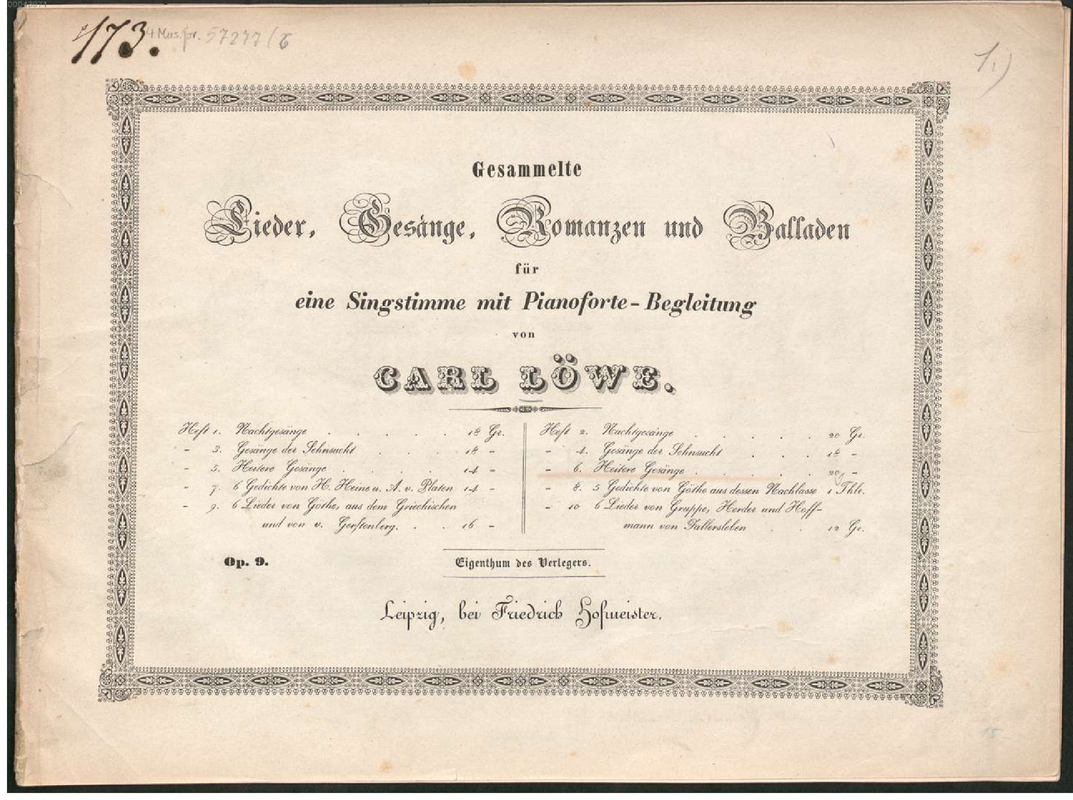 00043071
173.
4 Mus.pr. 57277/6
1.)
Gesammelte
Lieder, Gesänge, Romanzen und Balladen
für
eine Singstimme mit Pianoforte-Begleitung
von
CARL LÖWE.
Heft 1. Nachtgesänge . . . . . 18 Gr.
- 3. Gesänge der Sehnsucht . . . . 18 -
- 5. Heitere Gesänge . . . . . 14 -
- 7. 6 Gedichte von H. Heine u. A. v. Platen 14 -
- 9. 6 Lieder von Göthe, aus dem Griechischen
und von v. Gerstenberg. . . . 16 -
Heft 2. Nachtgesänge . . . . . 20 Gr.
- 4. Gesänge der Sehnsucht . . . 18 -
- 6. Heitere Gesänge . . . . . 20 -
- 8. 5 Gedichte von Göthe aus dessen Nachlasse 1 Thlr.
- 10. 6 Lieder von Gruppe, Herder und Hoff-
mann von Fallersleben . . . 12 Gr.
Op. 9.
Eigenthum des Verlegers.
Leipzig, bei Friedrich Hofmeister.
15